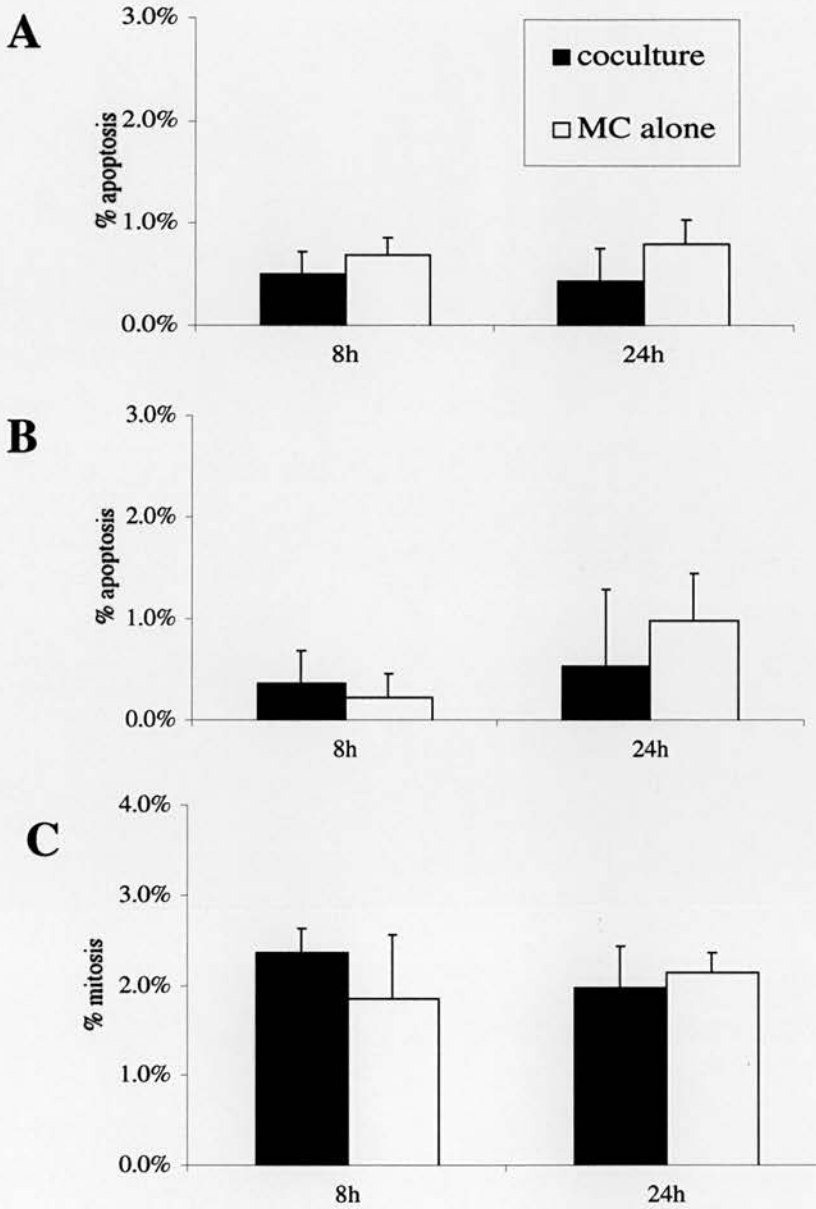 A
3.0%
2.0%
1.0%
0.0%
% apoptosis
coculture
MC alone
8h
24h
B
3.0%
2.0%
1.0%
0.0%
% apoptosis
8h
24h
C
4.0%
3.0%
2.0%
1.0%
0.0%
% mitosis
8h
24h